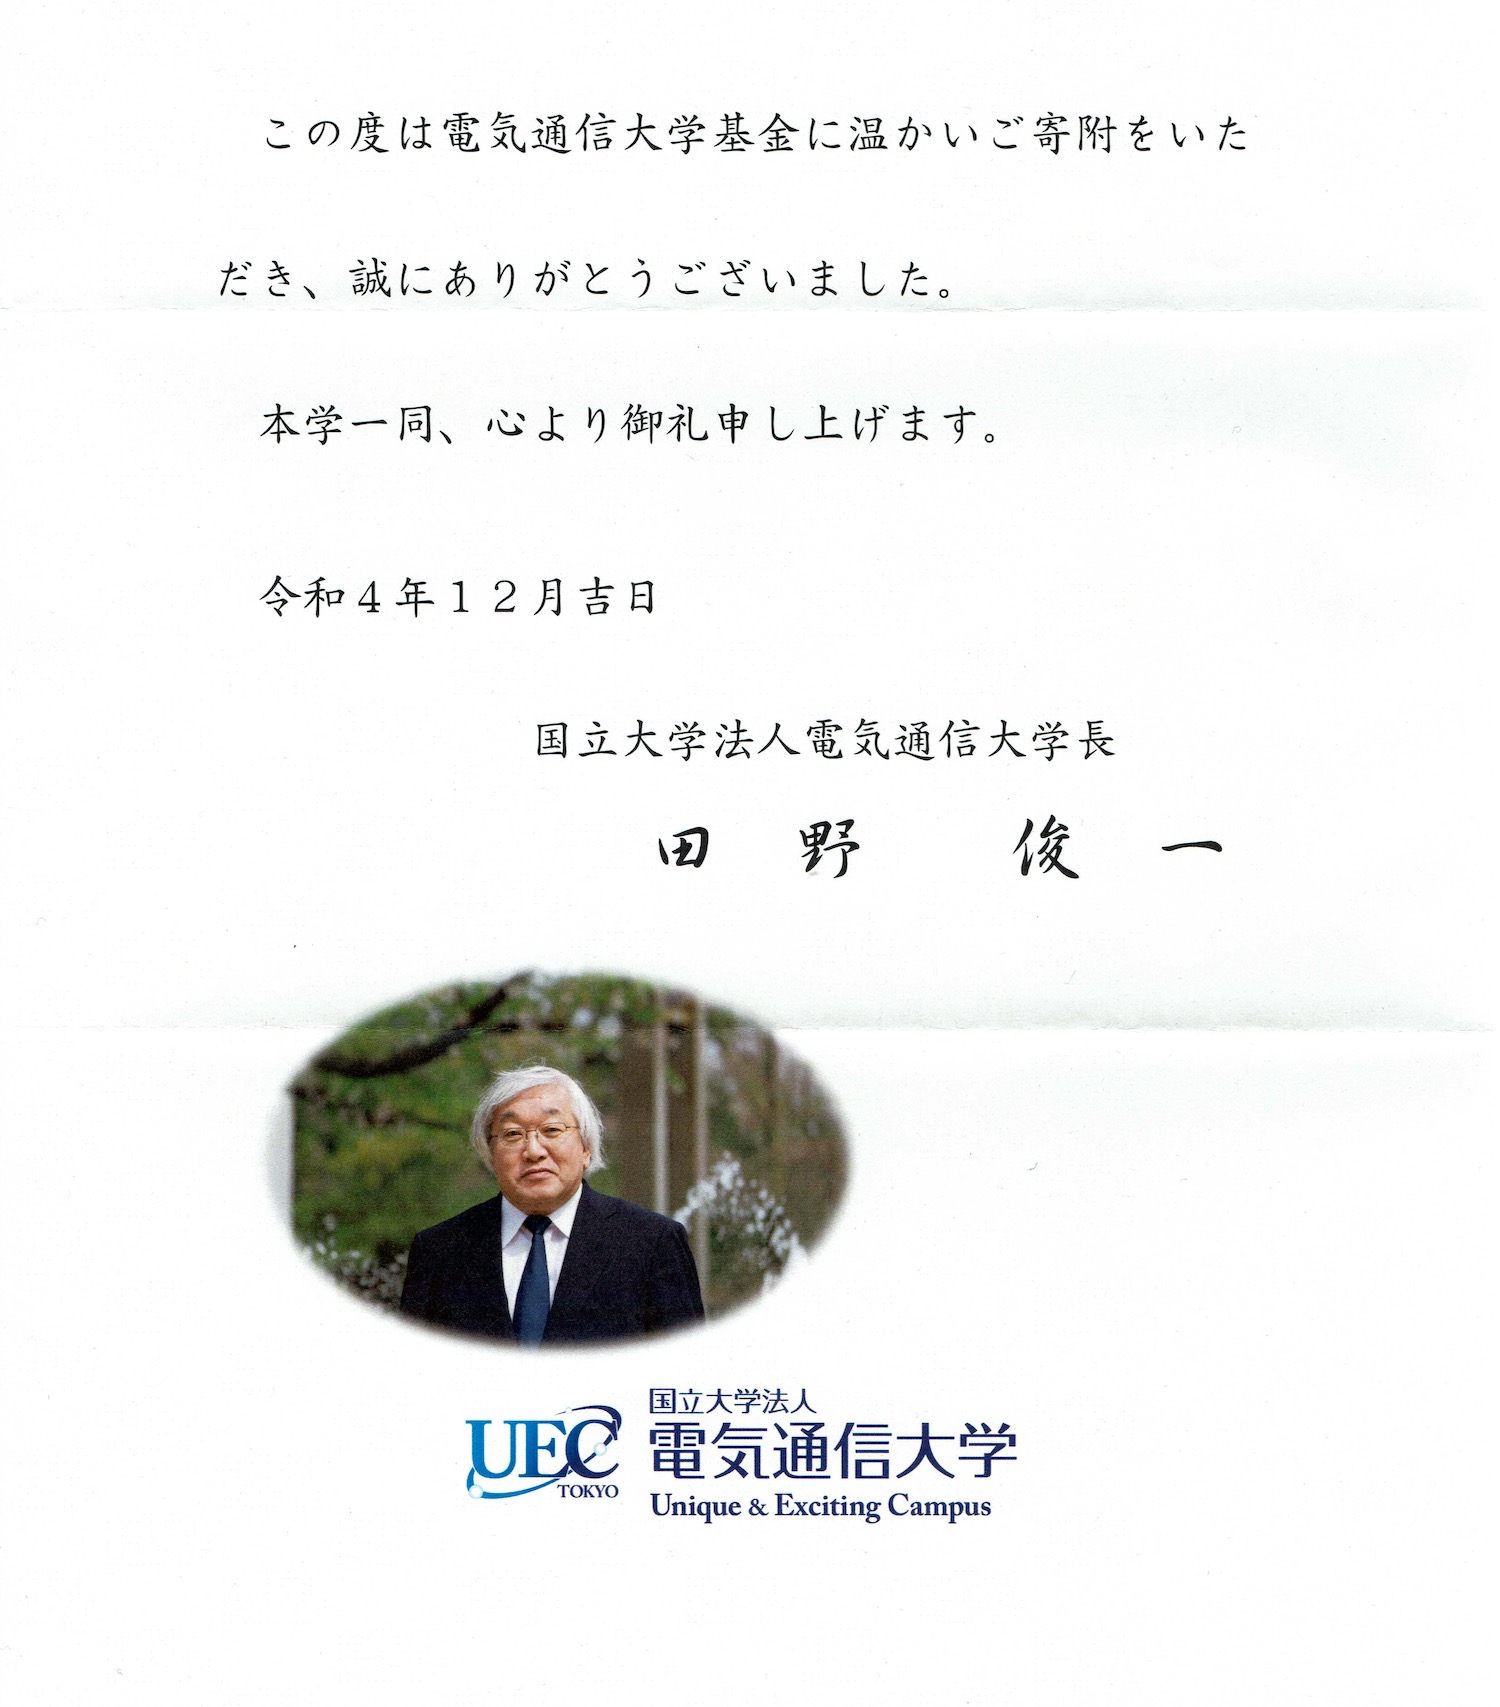 この度は電気通信大学基金に温かいご寄附をいた
だき、誠にありがとうございました。
本学一同、心より御礼申し上げます。
令和４年１２月吉日
国立大学法人電気通信大学長
田　野　　俊　一
UEC
TOKYO
国立大学法人
電気通信大学
Unique & Exciting Campus